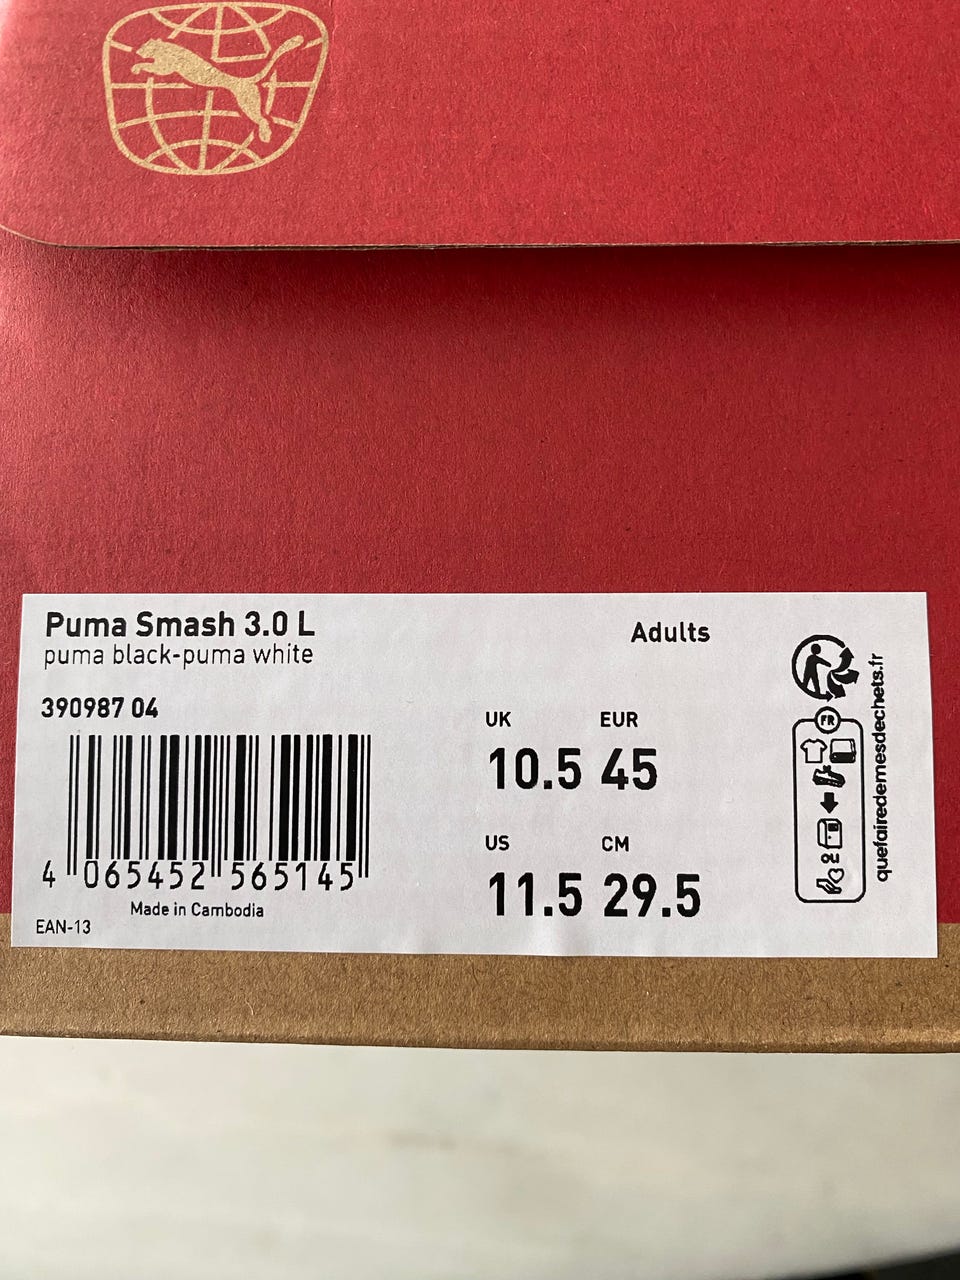 Puma Smash 3.0 L
puma black-puma white
Adults
390987 04
UK EUR
10.5 45
US CM
11.5 29.5
4 065452 565145
Made in Cambodia
EAN-13
FR
quefairedemesdechets.fr